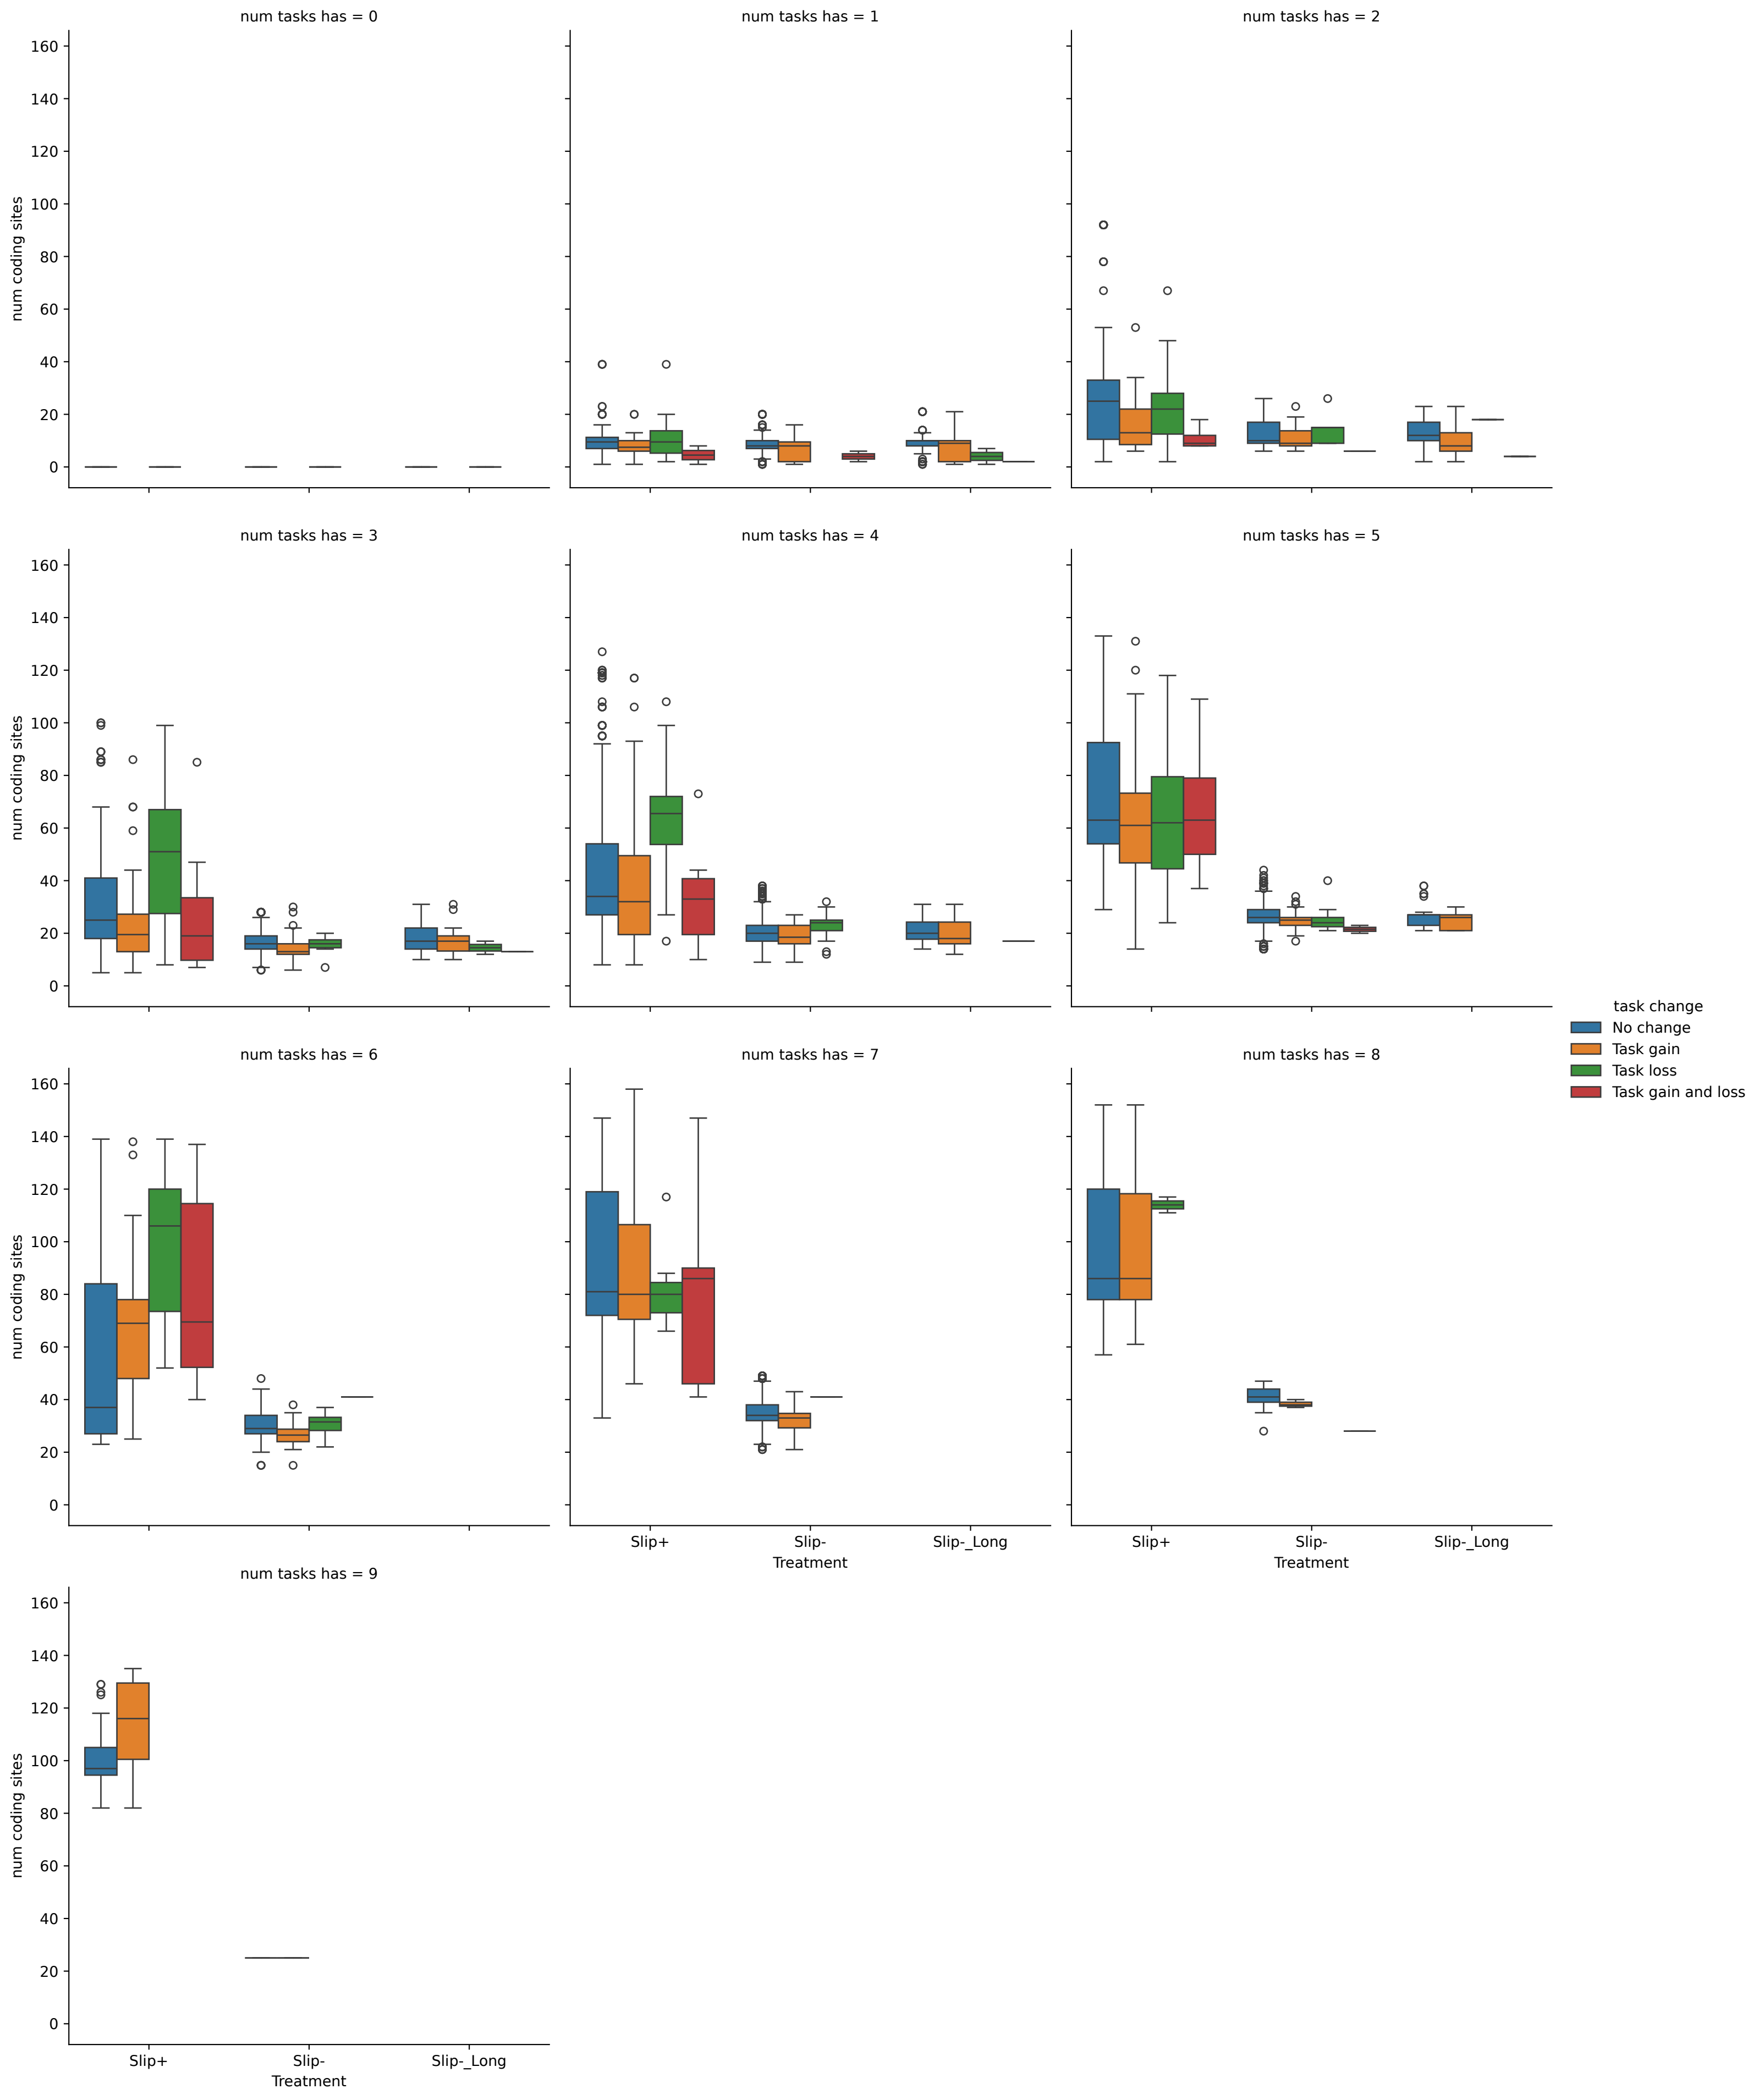 num tasks has = 0
num tasks has = 1
num tasks has = 2
160
140
120
100
80
60
40
20
0
num coding sites
num tasks has = 3
num tasks has = 4
num tasks has = 5
160
140
120
100
80
60
40
20
0
num coding sites
task change
No change
Task gain
Task loss
Task gain and loss
num tasks has = 6
num tasks has = 7
num tasks has = 8
160
140
120
100
80
60
40
20
0
num coding sites
Slip+ Slip- Slip-_Long
Treatment
Slip+ Slip- Slip-_Long
Treatment
num tasks has = 9
160
140
120
100
80
60
40
20
0
num coding sites
Slip+ Slip- Slip-_Long
Treatment